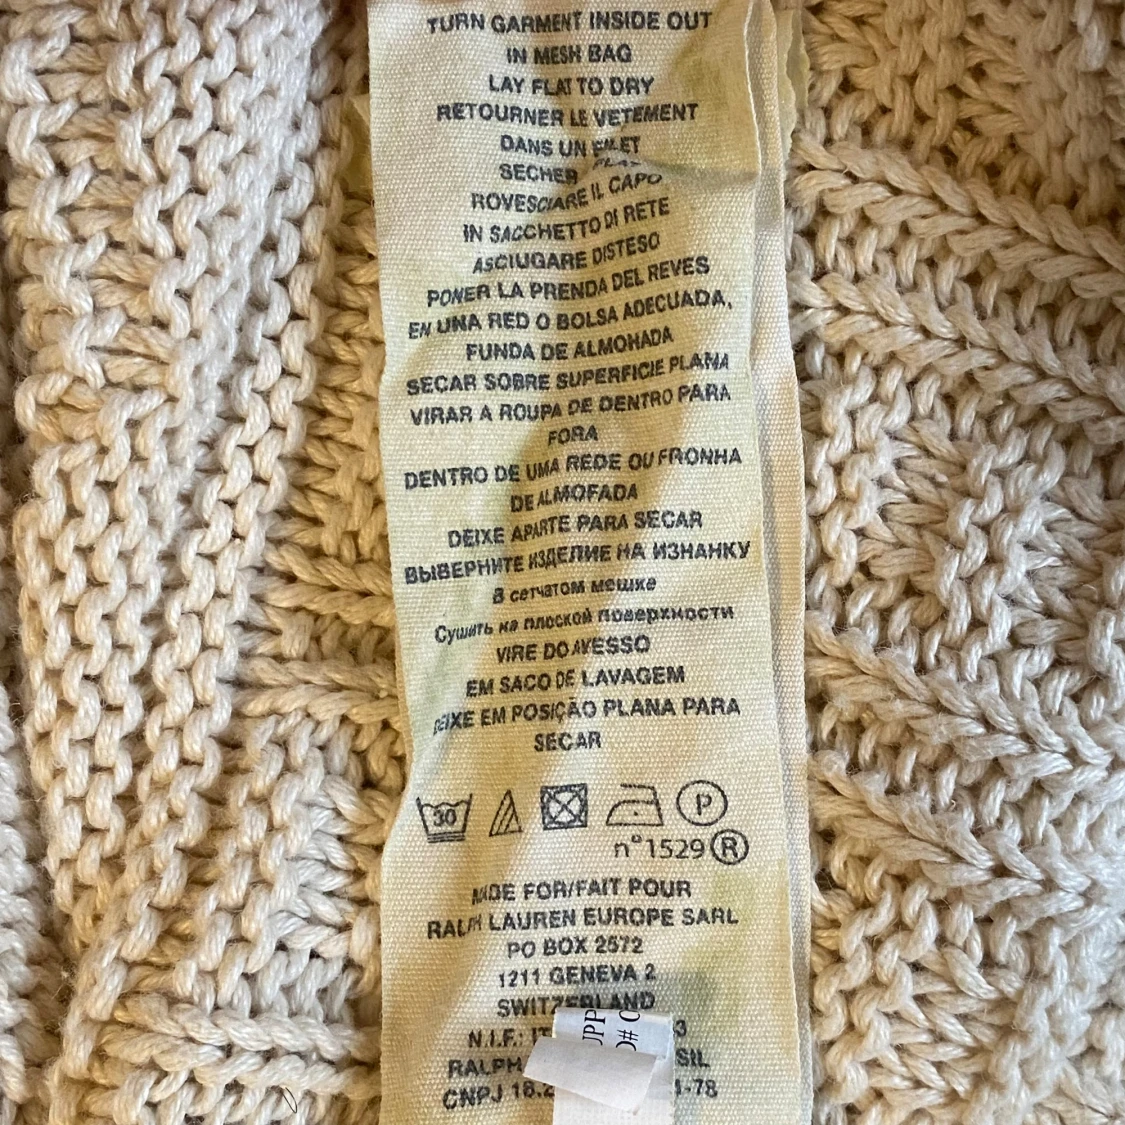 TURN GARMENT INSIDE OUT
IN MESH BAG
LAY FLAT TO DRY
RETOURNER LE VETEMENT
DANS UN FILET
SECHER
ROVESCIARE IL CAPO
IN SACCHETTO DI RETE
ASCIUGARE DISTESO
PONER LA PRENDA DEL REVES
EN UNA RED O BOLSA ADECUADA,
FUNDA DE ALMOHADA
SECAR SOBRE SUPERFICIE PLANA
VIRAR A ROUPA DE DENTRO PARA
FORA
DENTRO DE UMA REDE OU FRONHA
DE ALMOFADA
DEIXE APARTE PARA SECAR
ВЫВЕРНИТЕ ИЗДЕЛИЕ НА ИЗНАНКУ
В сетчатом мешке
Сушить на плоской поверхности
VIRE DO AVESSO
EM SACO DE LAVAGEM
DEIXE EM POSIÇÃO PLANA PARA
SECAR
30 P
n°1529 R
MADE FOR/FAIT POUR
RALPH LAUREN EUROPE SARL
PO BOX 2572
1211 GENEVA 2
SWITZERLAND
N.I.F.:
RALPH
CNPJ